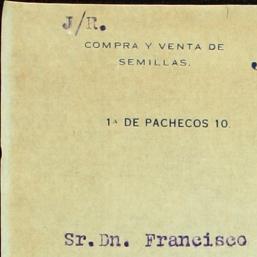 J/R.
COMPRA Y VENTA DE
SEMILLAS.
1ª DE PACHECOS 10.
Sr.Dn. Francisco